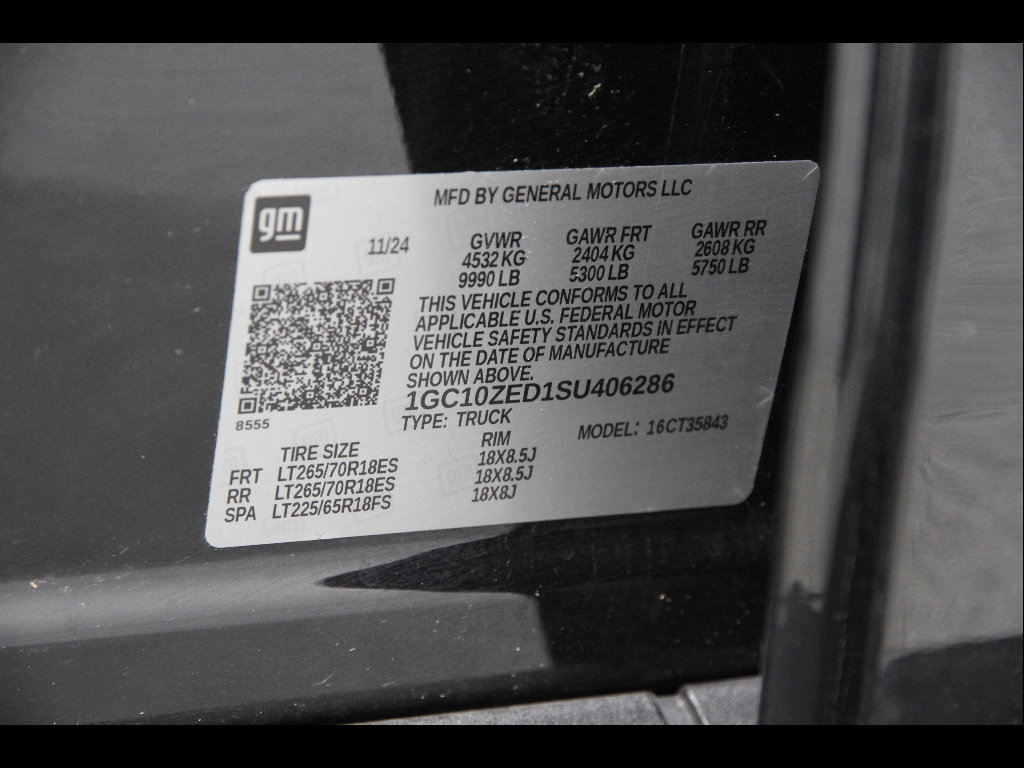 gm
MFD BY GENERAL MOTORS LLC
11/24 GVWR GAWR FRT GAWR RR
4532 KG 2404 KG 2608 KG
9990 LB 5300 LB 5750 LB
THIS VEHICLE CONFORMS TO ALL
APPLICABLE U.S. FEDERAL MOTOR
VEHICLE SAFETY STANDARDS IN EFFECT
ON THE DATE OF MANUFACTURE
SHOWN ABOVE.
1GC10ZED1SU406286
8555
TYPE: TRUCK MODEL: 16CT35843
TIRE SIZE RIM
FRT LT265/70R18ES 18X8.5J
RR LT265/70R18ES 18X8.5J
SPA LT225/65R18FS 18X8J